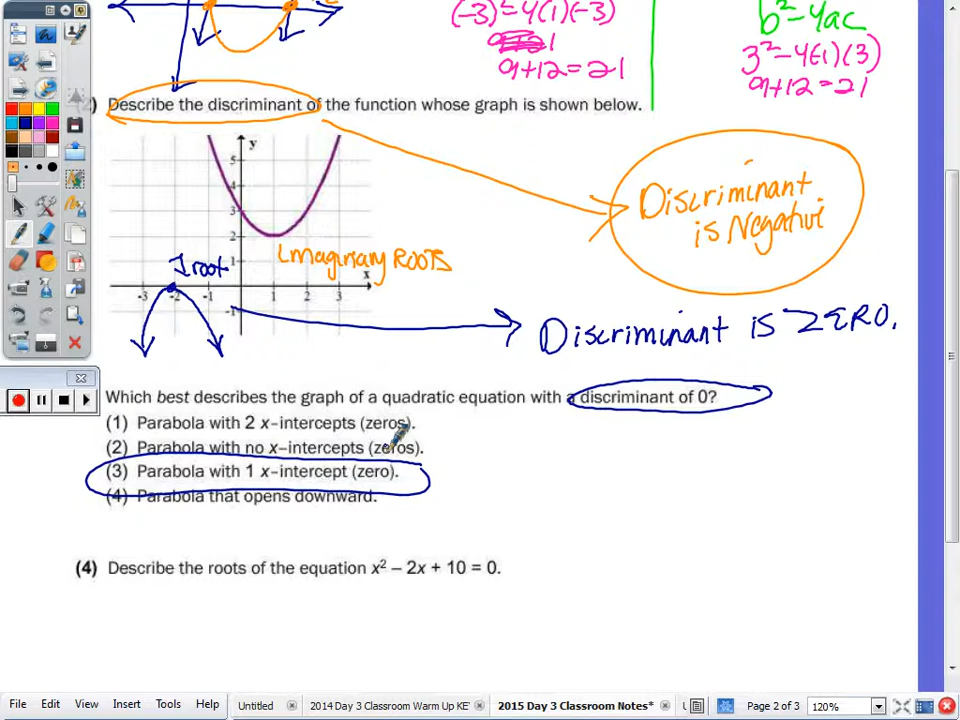 (-3)²-4(1)(-3)
9+12=21
b²-4ac
3²-4(-1)(3)
9+12=21
Describe the discriminant of the function whose graph is shown below.
y
5
4
3
2
1
-1
-3 -2 -1 1 2 3
x
Imaginary Roots
1 root
Discriminant
is Negative
Discriminant is ZERO.
Which best describes the graph of a quadratic equation with a discriminant of 0?
(1) Parabola with 2 x-intercepts (zeros).
(2) Parabola with no x-intercepts (zeros).
(3) Parabola with 1 x-intercept (zero).
(4) Parabola that opens downward.
(4) Describe the roots of the equation x² – 2x + 10 = 0.
File Edit View Insert Tools Help
Untitled
2014 Day 3 Classroom Warm Up KE
2015 Day 3 Classroom Notes*
Page 2 of 3
120%